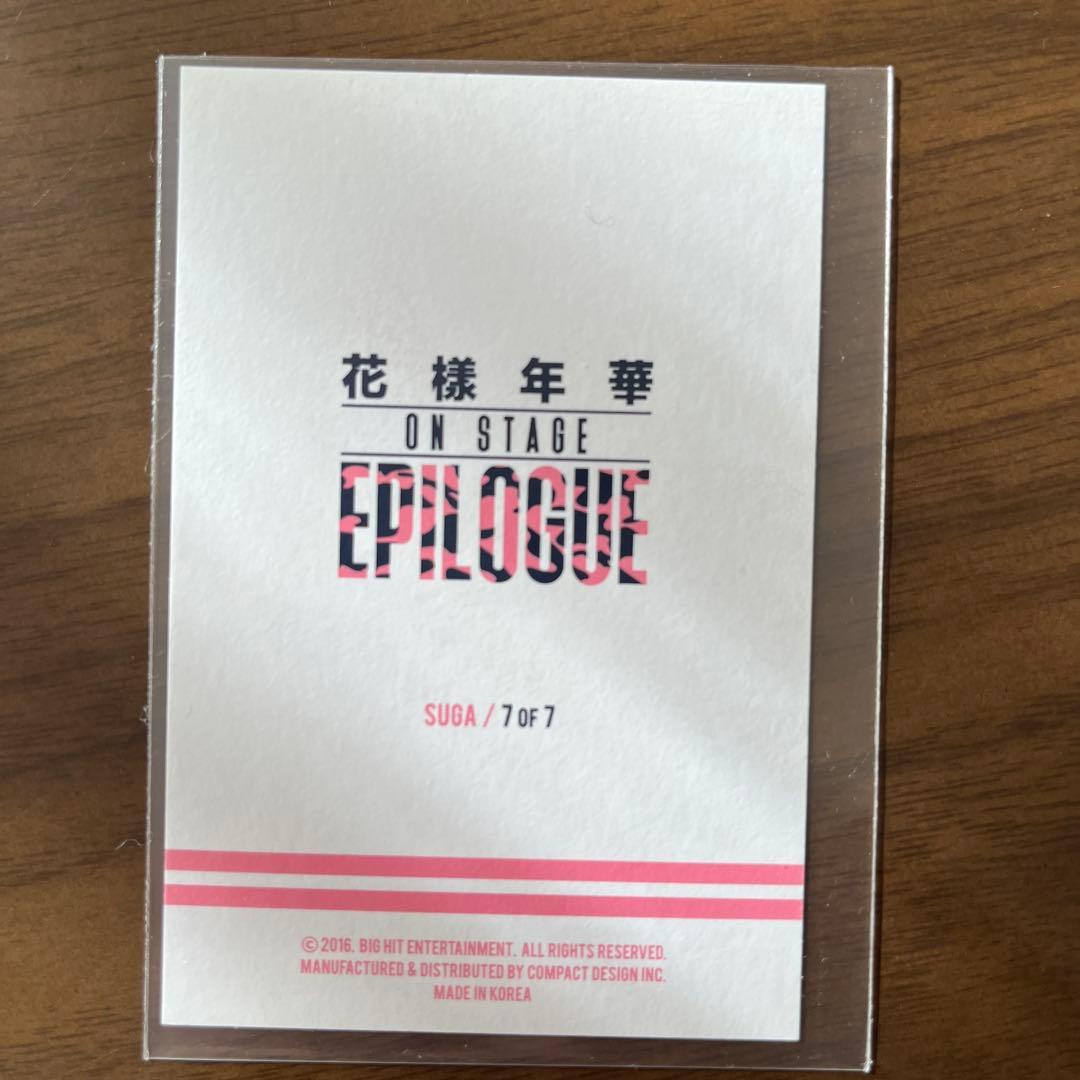 花様年華
ON STAGE
EPILOGUE
SUGA / 7 OF 7
© 2016. BIG HIT ENTERTAINMENT. ALL RIGHTS RESERVED.
MANUFACTURED & DISTRIBUTED BY COMPACT DESIGN INC.
MADE IN KOREA